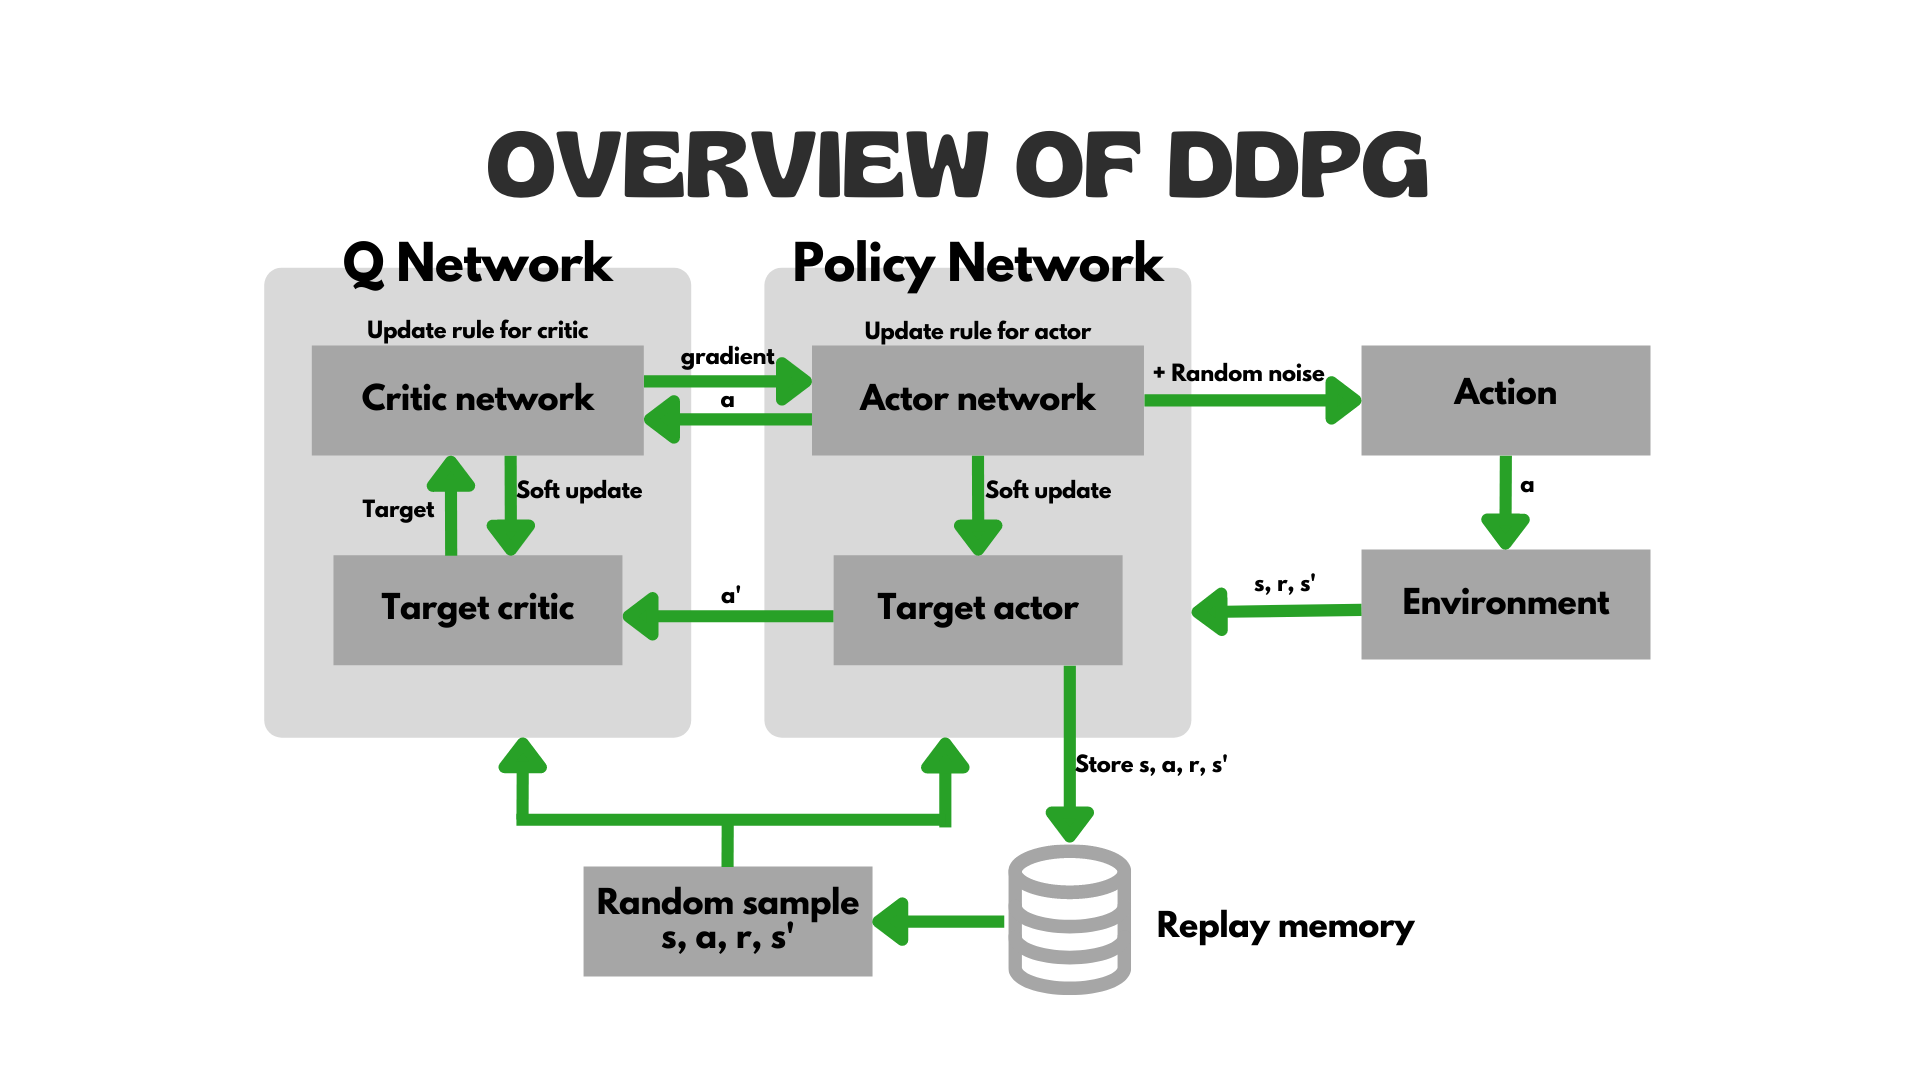 OVERVIEW OF DDPG
Q Network
Policy Network
Update rule for critic
Update rule for actor
gradient
+ Random noise
Critic network
a
Actor network
Action
Target
Soft update
Soft update
a
Target critic
a'
Target actor
s, r, s'
Environment
Store s, a, r, s'
Random sample
s, a, r, s'
Replay memory